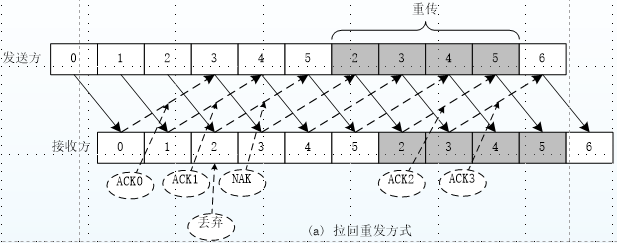 重传
发送方 0 1 2 3 4 5 2 3 4 5 6
接收方 0 1 2 3 4 5 2 3 4 5 6
ACK0 ACK1 NAK ACK2 ACK3
丢弃
(a) 拉回重发方式